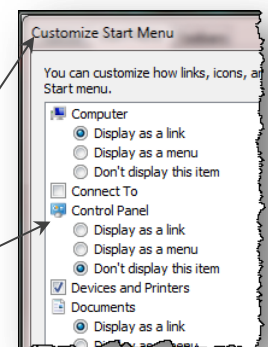 Customize Start Menu
You can customize how links, icons, a
Start menu.
Computer
Display as a link
Display as a menu
Don't display this item
Connect To
Control Panel
Display as a link
Display as a menu
Don't display this item
Devices and Printers
Documents
Display as a link